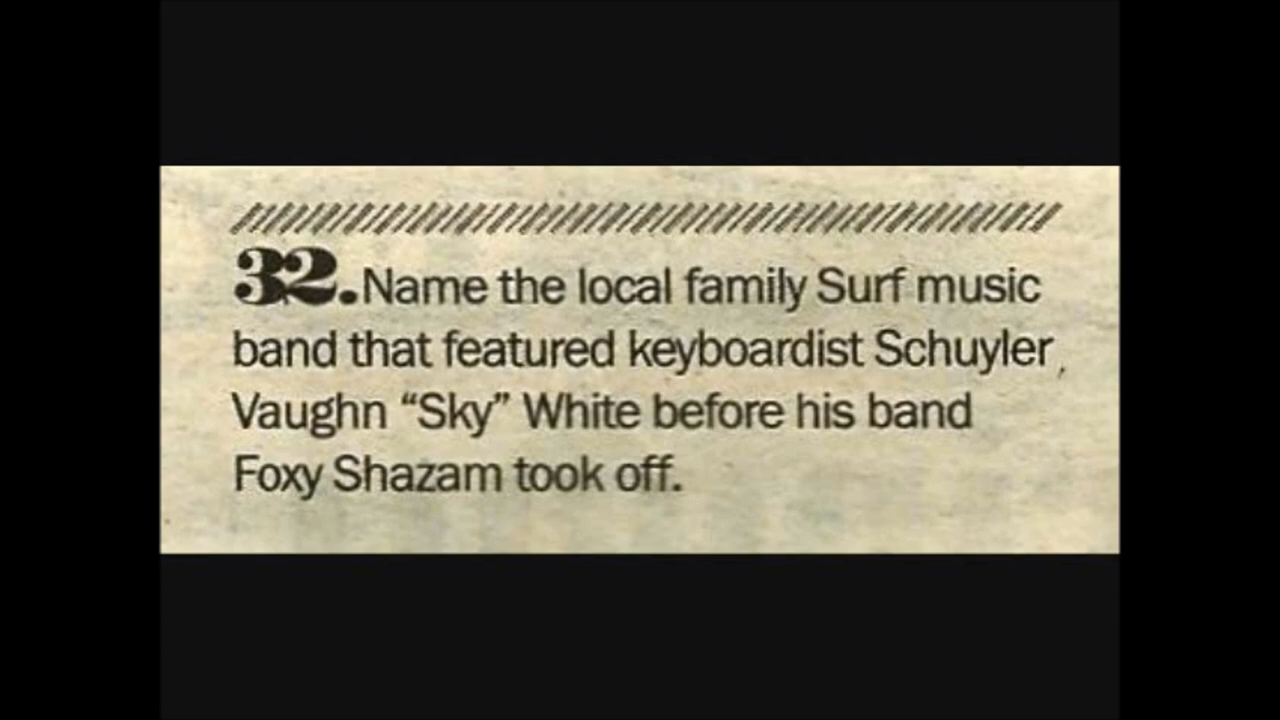 32. Name the local family Surf music
band that featured keyboardist Schuyler
Vaughn “Sky” White before his band
Foxy Shazam took off.